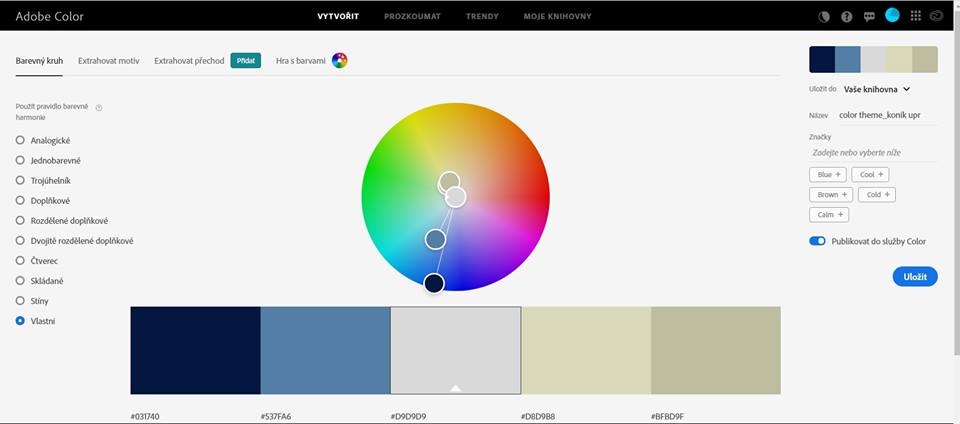 Adobe Color
VYTVOŘIT PROZKOUMAT TRENDY MOJE KNIHOVNY
Barevný kruh Extrahovat motiv Extrahovat přechod Přidat Hra s barvami
Použít pravidlo barevné
harmonie
Analogické
Jednobarevné
Trojúhelník
Doplňkové
Rozdělené doplňkové
Dvojitě rozdělené doplňkové
Čtverec
Skládané
Stíny
Vlastní
Uložit do Vaše knihovna
Název color theme_koník upr
Značky
Zadejte nebo vyberte níže
Blue + Cool +
Brown + Cold +
Calm +
Publikovat do služby Color
Uložit
#031740 #537FA6 #D9D9D9 #D8D9B8 #BFBD9F